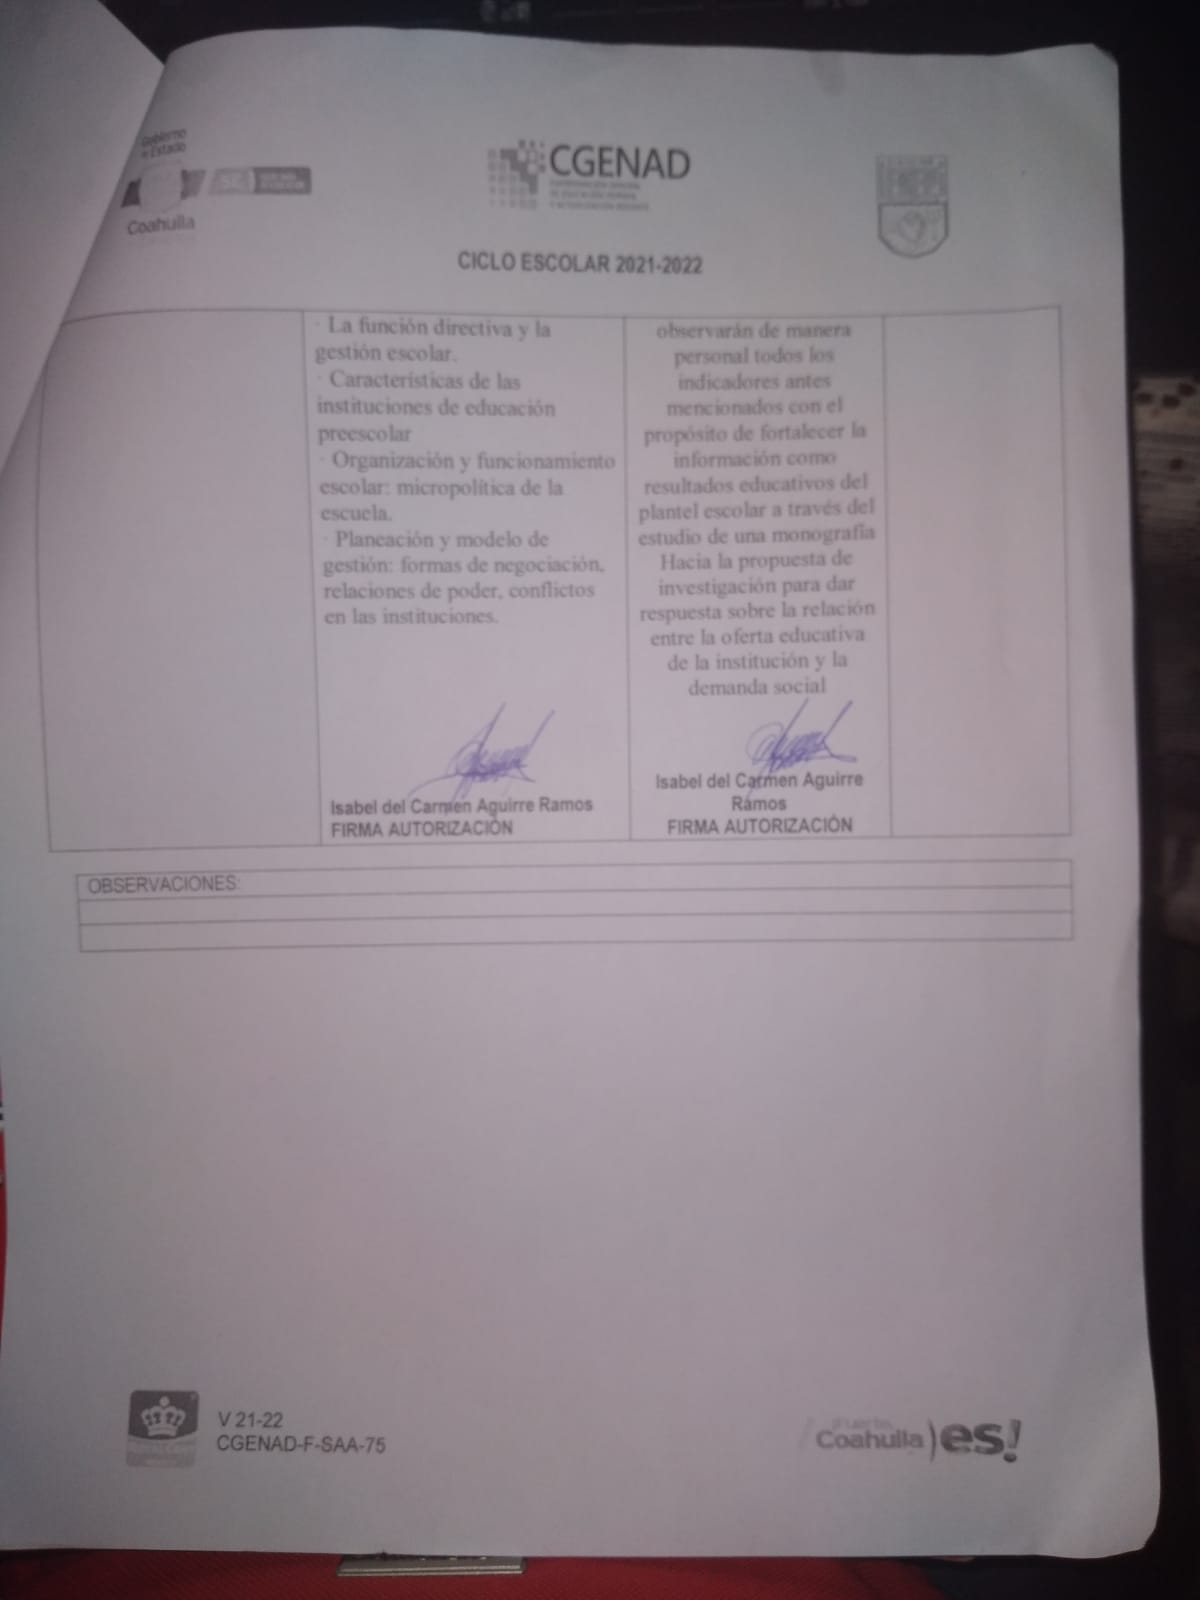 Gobierno
Estado
Coahuila
SE
CGENAD
CICLO ESCOLAR 2021-2022
· La función directiva y la
gestión escolar.
· Características de las
instituciones de educación
preescolar
· Organización y funcionamiento
escolar: micropolítica de la
escuela.
· Planeación y modelo de
gestión: formas de negociación,
relaciones de poder, conflictos
en las instituciones.
Isabel del Carmen Aguirre Ramos
FIRMA AUTORIZACIÓN
observarán de manera
personal todos los
indicadores antes
mencionados con el
propósito de fortalecer la
información como
resultados educativos del
plantel escolar a través del
estudio de una monografía
Hacia la propuesta de
investigación para dar
respuesta sobre la relación
entre la oferta educativa
de la institución y la
demanda social
Isabel del Carmen Aguirre
Ramos
FIRMA AUTORIZACIÓN
OBSERVACIONES:
V 21-22
CGENAD-F-SAA-75
¡Fuerte
Coahuila)es!